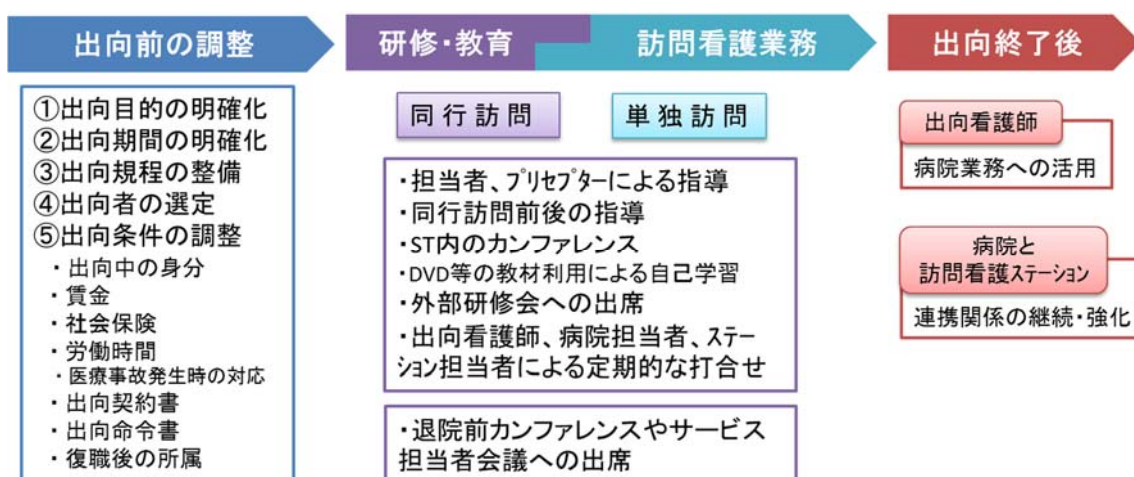 出向前の調整
①出向目的の明確化
②出向期間の明確化
③出向規程の整備
④出向者の選定
⑤出向条件の調整
・出向中の身分
・賃金
・社会保険
・労働時間
・医療事故発生時の対応
・出向契約書
・出向命令書
・復職後の所属
研修・教育
訪問看護業務
同行訪問
単独訪問
・担当者、ﾌﾟﾘｾﾌﾟﾀｰによる指導
・同行訪問前後の指導
・ST内のカンファレンス
・DVD等の教材利用による自己学習
・外部研修会への出席
・出向看護師、病院担当者、ｽﾃｰ
ｼｮﾝ担当者による定期的な打合せ
・退院前カンファレンスやサービス
担当者会議への出席
出向終了後
出向看護師
病院業務への活用
病院と
訪問看護ｽﾃｰｼｮﾝ
連携関係の継続・強化